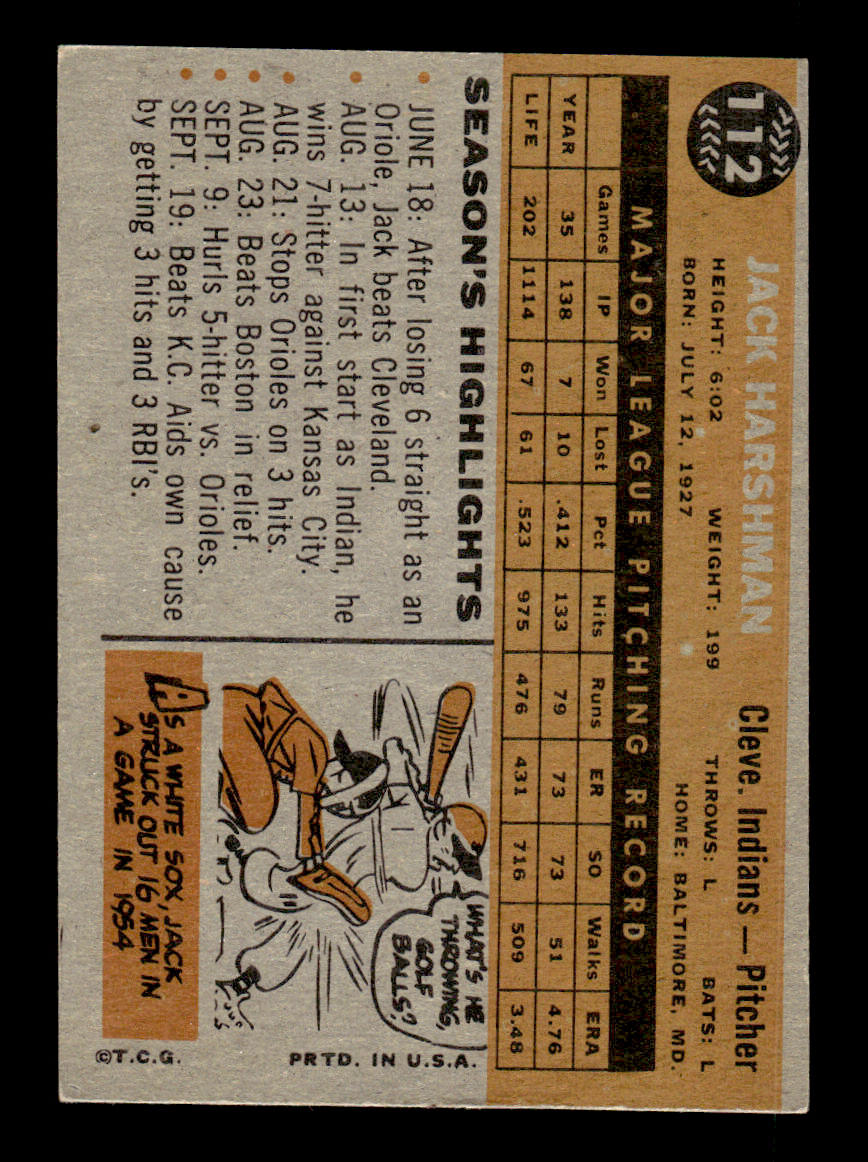 112
JACK HARSHMAN Cleve. Indians — Pitcher
HEIGHT: 6:02 WEIGHT: 199 THROWS: L BATS: L
BORN: JULY 12, 1927 HOME: BALTIMORE, MD.
MAJOR LEAGUE PITCHING RECORD
Games IP Won Lost Pct Hits Runs ER SO Walks ERA
YEAR 35 138 7 10 .412 133 79 73 73 51 4.76
LIFE 202 1114 67 61 .523 975 476 431 716 509 3.48
SEASON'S HIGHLIGHTS
• JUNE 18: After losing 6 straight as an
Oriole, Jack beats Cleveland.
• AUG. 13: In first start as Indian, he
wins 7-hitter against Kansas City.
• AUG. 21: Stops Orioles on 3 hits.
• AUG. 23: Beats Boston in relief.
• SEPT. 9: Hurls 5-hitter vs. Orioles.
• SEPT. 19: Beats K.C. Aids own cause
by getting 3 hits and 3 RBI's.
WHAT'S HE
THROWING,
GOLF
BALLS?
AS A WHITE SOX, JACK
STRUCK OUT 16 MEN IN
A GAME IN 1954
©T.C.G. PRTD. IN U.S.A.